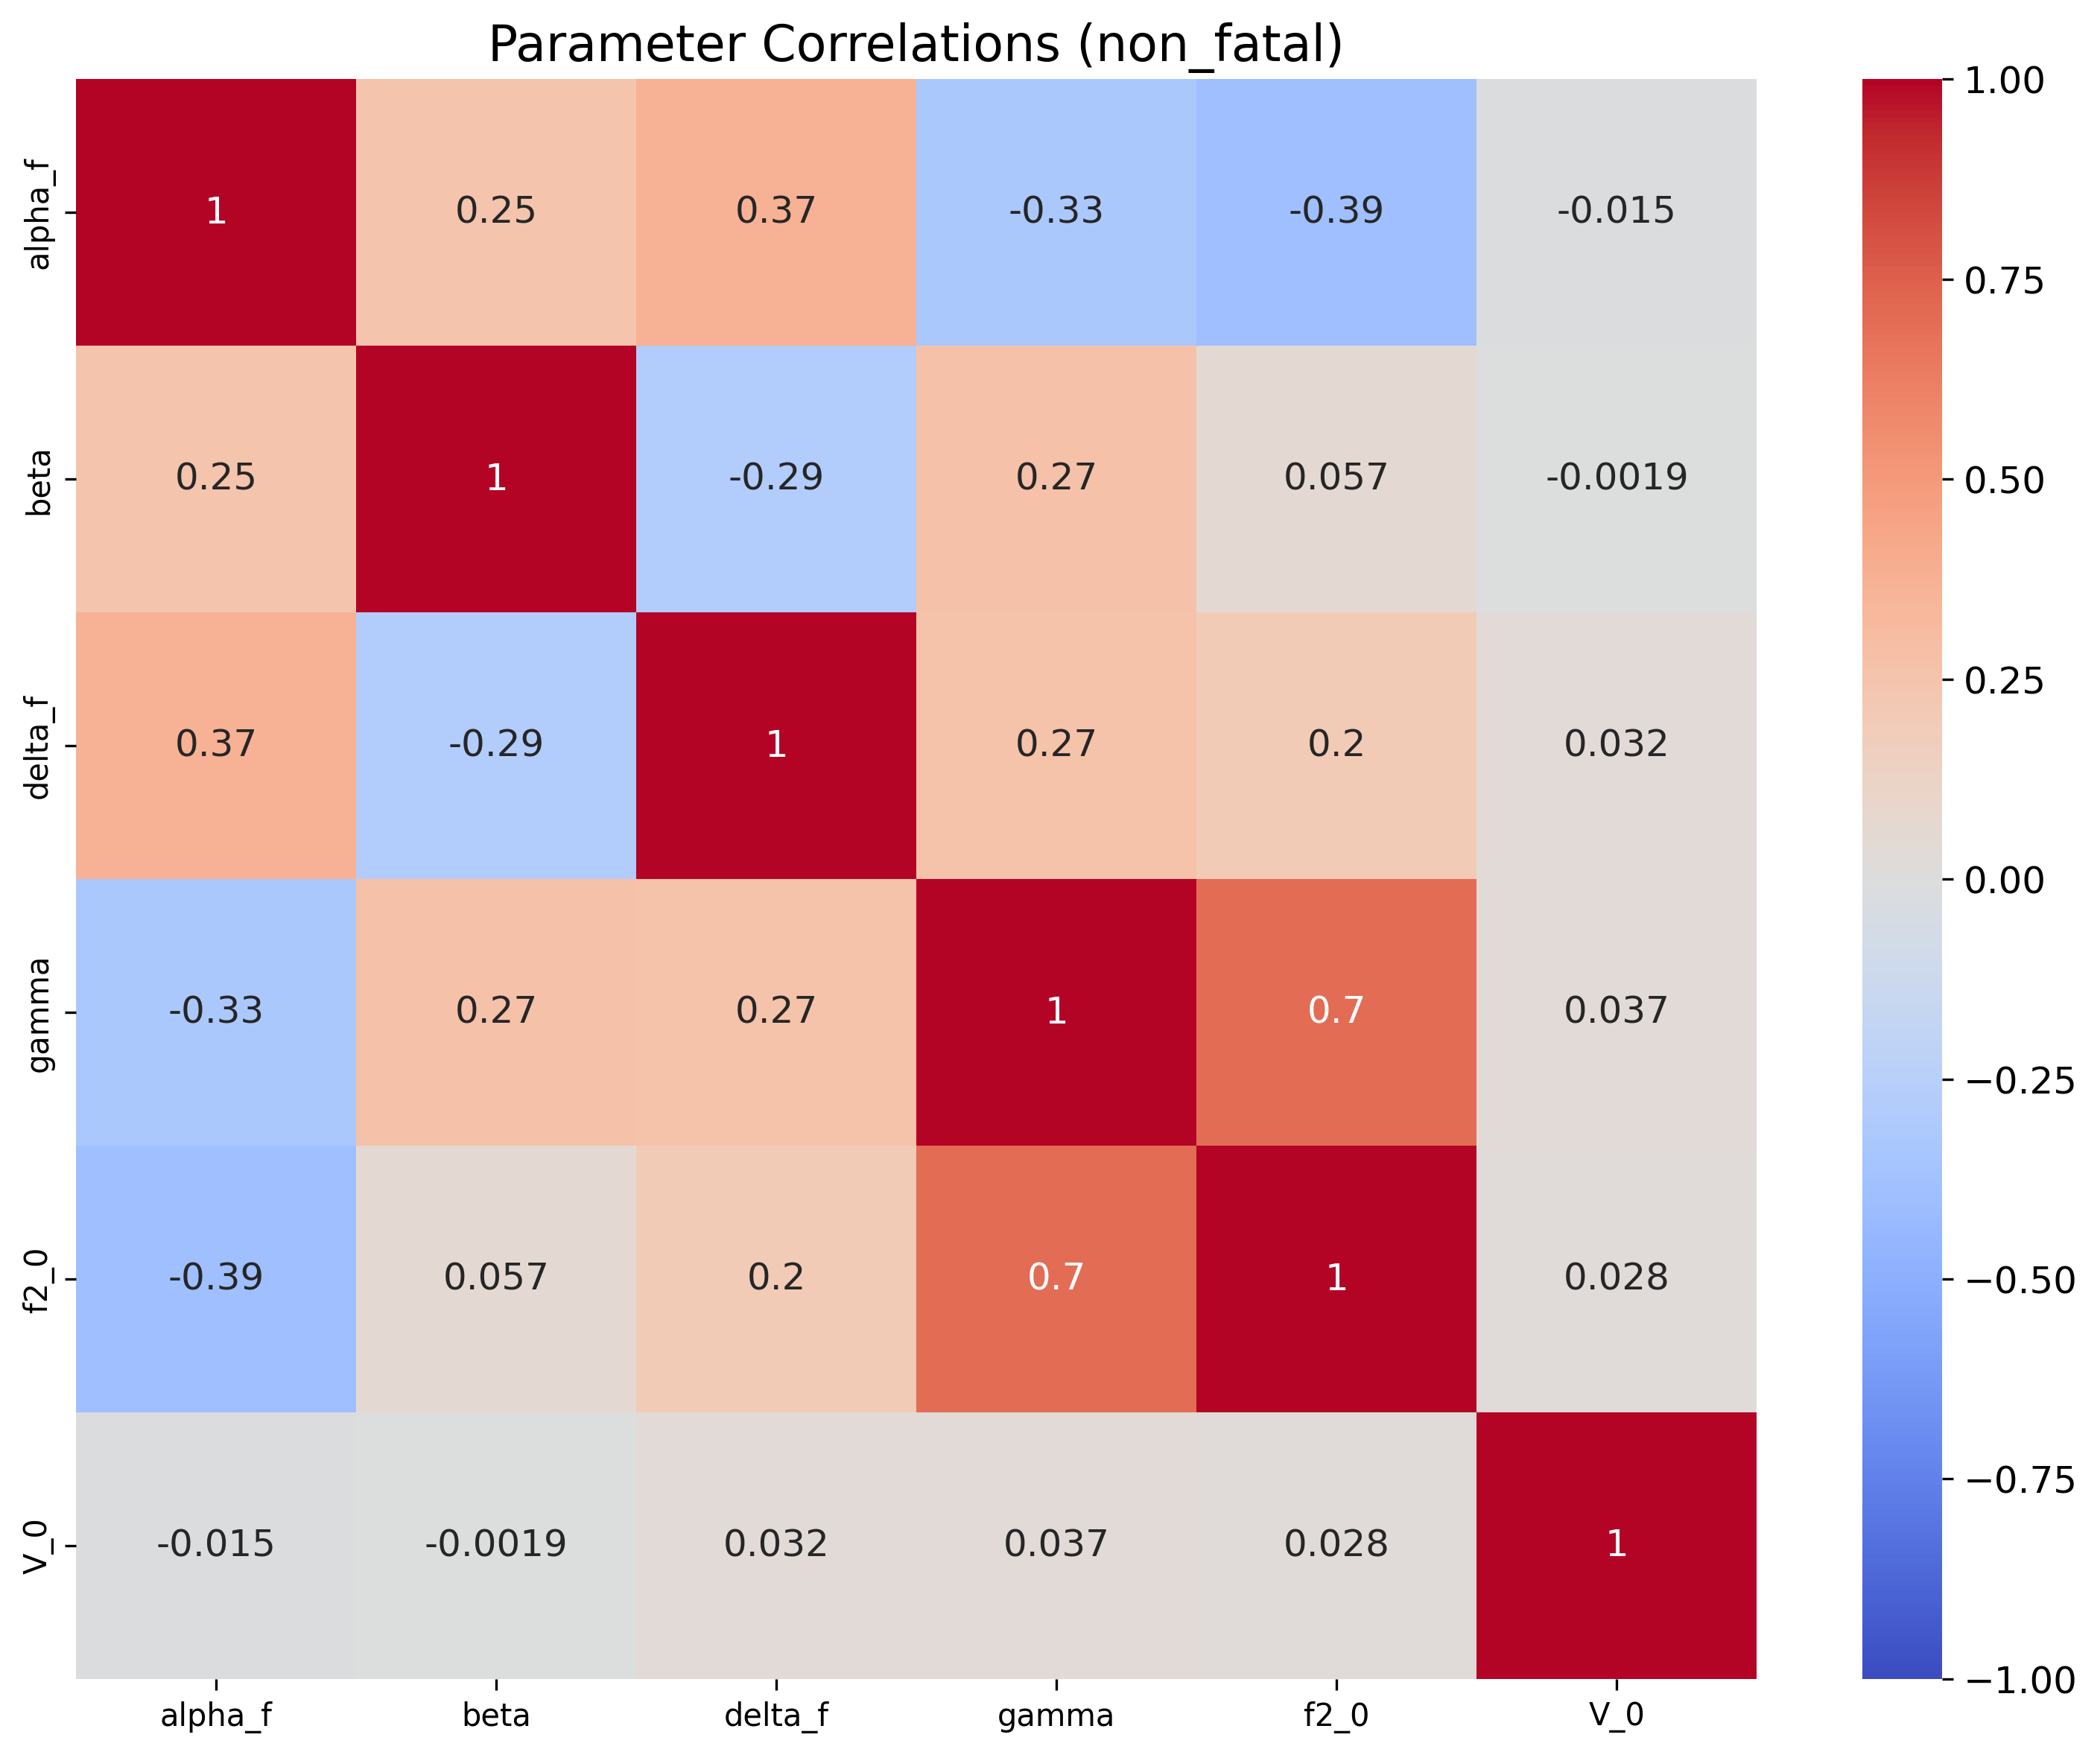 Parameter Correlations (non_fatal)
alpha_f 1 0.25 0.37 -0.33 -0.39 -0.015
beta 0.25 1 -0.29 0.27 0.057 -0.0019
delta_f 0.37 -0.29 1 0.27 0.2 0.032
gamma -0.33 0.27 0.27 1 0.7 0.037
f2_0 -0.39 0.057 0.2 0.7 1 0.028
V_0 -0.015 -0.0019 0.032 0.037 0.028 1
alpha_f beta delta_f gamma f2_0 V_0
1.00
0.75
0.50
0.25
0.00
−0.25
−0.50
−0.75
−1.00